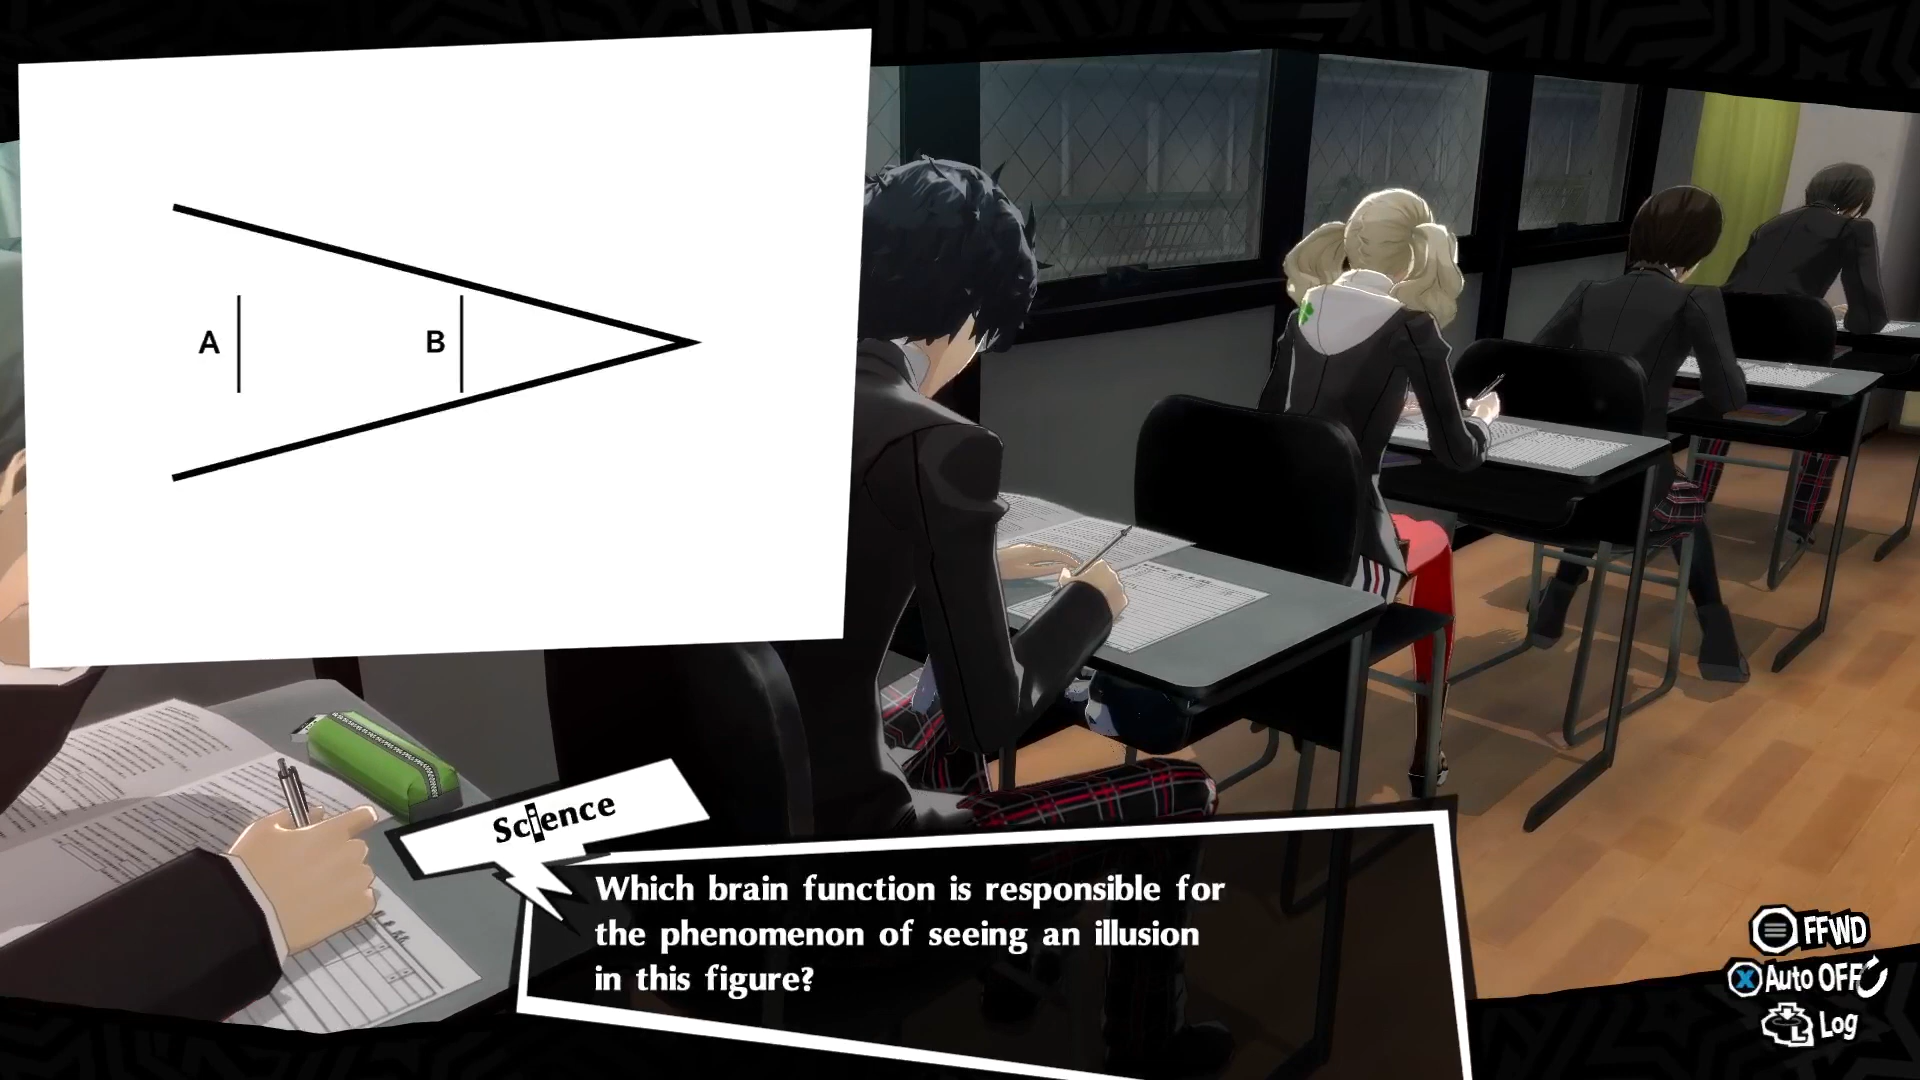 A
B
Science
Which brain function is responsible for
the phenomenon of seeing an illusion
in this figure?
FFWD
X Auto OFF
L Log